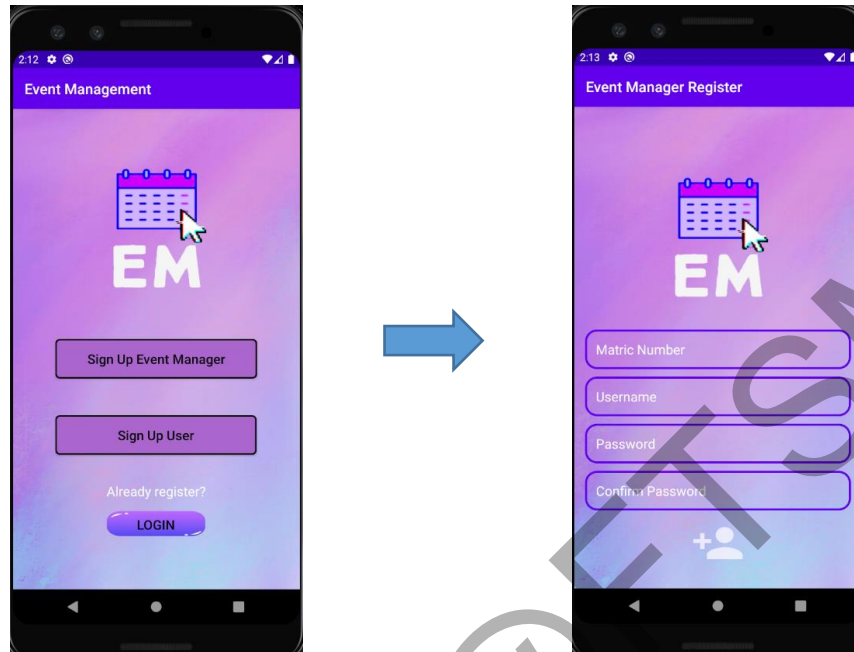 2:12
Event Management
EM
Sign Up Event Manager
Sign Up User
Already register?
LOGIN
2:13
Event Manager Register
EM
Matric Number
Username
Password
Confirm Password